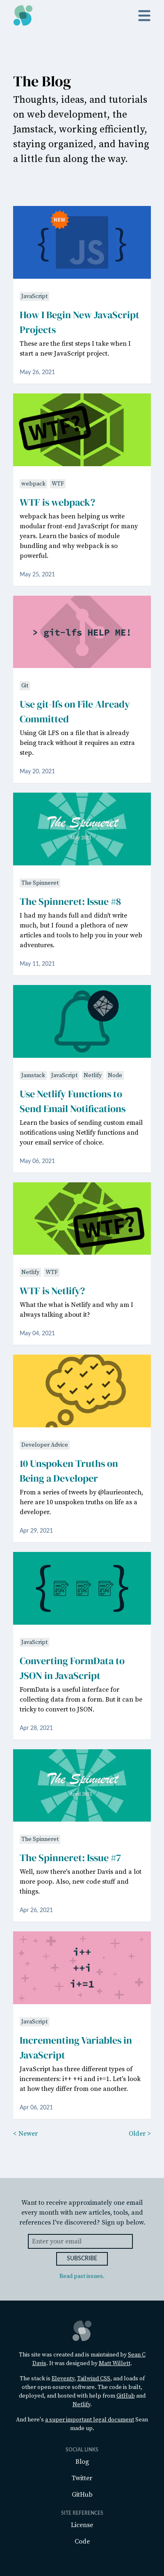 The Blog
Thoughts, ideas, and tutorials
on web development, the
Jamstack, working efficiently,
staying organized, and having
a little fun along the way.
NEW
JS
JavaScript
How I Begin New JavaScript
Projects
These are the first steps I take when I
start a new JavaScript project.
May 26, 2021
WTF?
webpack WTF
WTF is webpack?
webpack has been helping us write
modular front-end JavaScript for many
years. Learn the basics of module
bundling and why webpack is so
powerful.
May 25, 2021
> git-lfs HELP ME!
Git
Use git-lfs on File Already
Committed
Using Git LFS on a file that is already
being track without it requires an extra
step.
May 20, 2021
The Spinneret
The Spinneret
The Spinneret: Issue #8
I had my hands full and didn't write
much, but I found a plethora of new
articles and tools to help you in your web
adventures.
May 11, 2021
Jamstack JavaScript Netlify Node
Use Netlify Functions to
Send Email Notifications
Learn the basics of sending custom email
notifications using Netlify Functions and
your email service of choice.
May 06, 2021
WTF?
Netlify WTF
WTF is Netlify?
What the what is Netlify and why am I
always talking about it?
May 04, 2021
Developer Advice
10 Unspoken Truths on
Being a Developer
From a series of tweets by @laurieontech,
here are 10 unspoken truths on life as a
developer.
Apr 29, 2021
JavaScript
Converting FormData to
JSON in JavaScript
FormData is a useful interface for
collecting data from a form. But it can be
tricky to convert to JSON.
Apr 28, 2021
The Spinneret
The Spinneret
The Spinneret: Issue #7
Well, now there's another Davis and a lot
more poop. Also, new code stuff and
things.
Apr 26, 2021
i++
++i
i+=1
JavaScript
Incrementing Variables in
JavaScript
JavaScript has three different types of
incrementers: i++ ++i and i+=1. Let's look
at how they differ from one another.
Apr 06, 2021
< Newer
Older >
Want to receive approximately one email
every month with new articles, tools, and
references I've discovered? Sign up below.
Enter your email
SUBSCRIBE
Read past issues.
This site was created and is maintained by Sean C
Davis. It was designed by Matt Willett.
The stack is Eleventy, Tailwind CSS, and loads of
other open source software. The code is built,
deployed, and hosted with help from GitHub and
Netlify.
And here's a super important legal document Sean
made up.
SOCIAL LINKS
Blog
Twitter
GitHub
SITE REFERENCES
License
Code